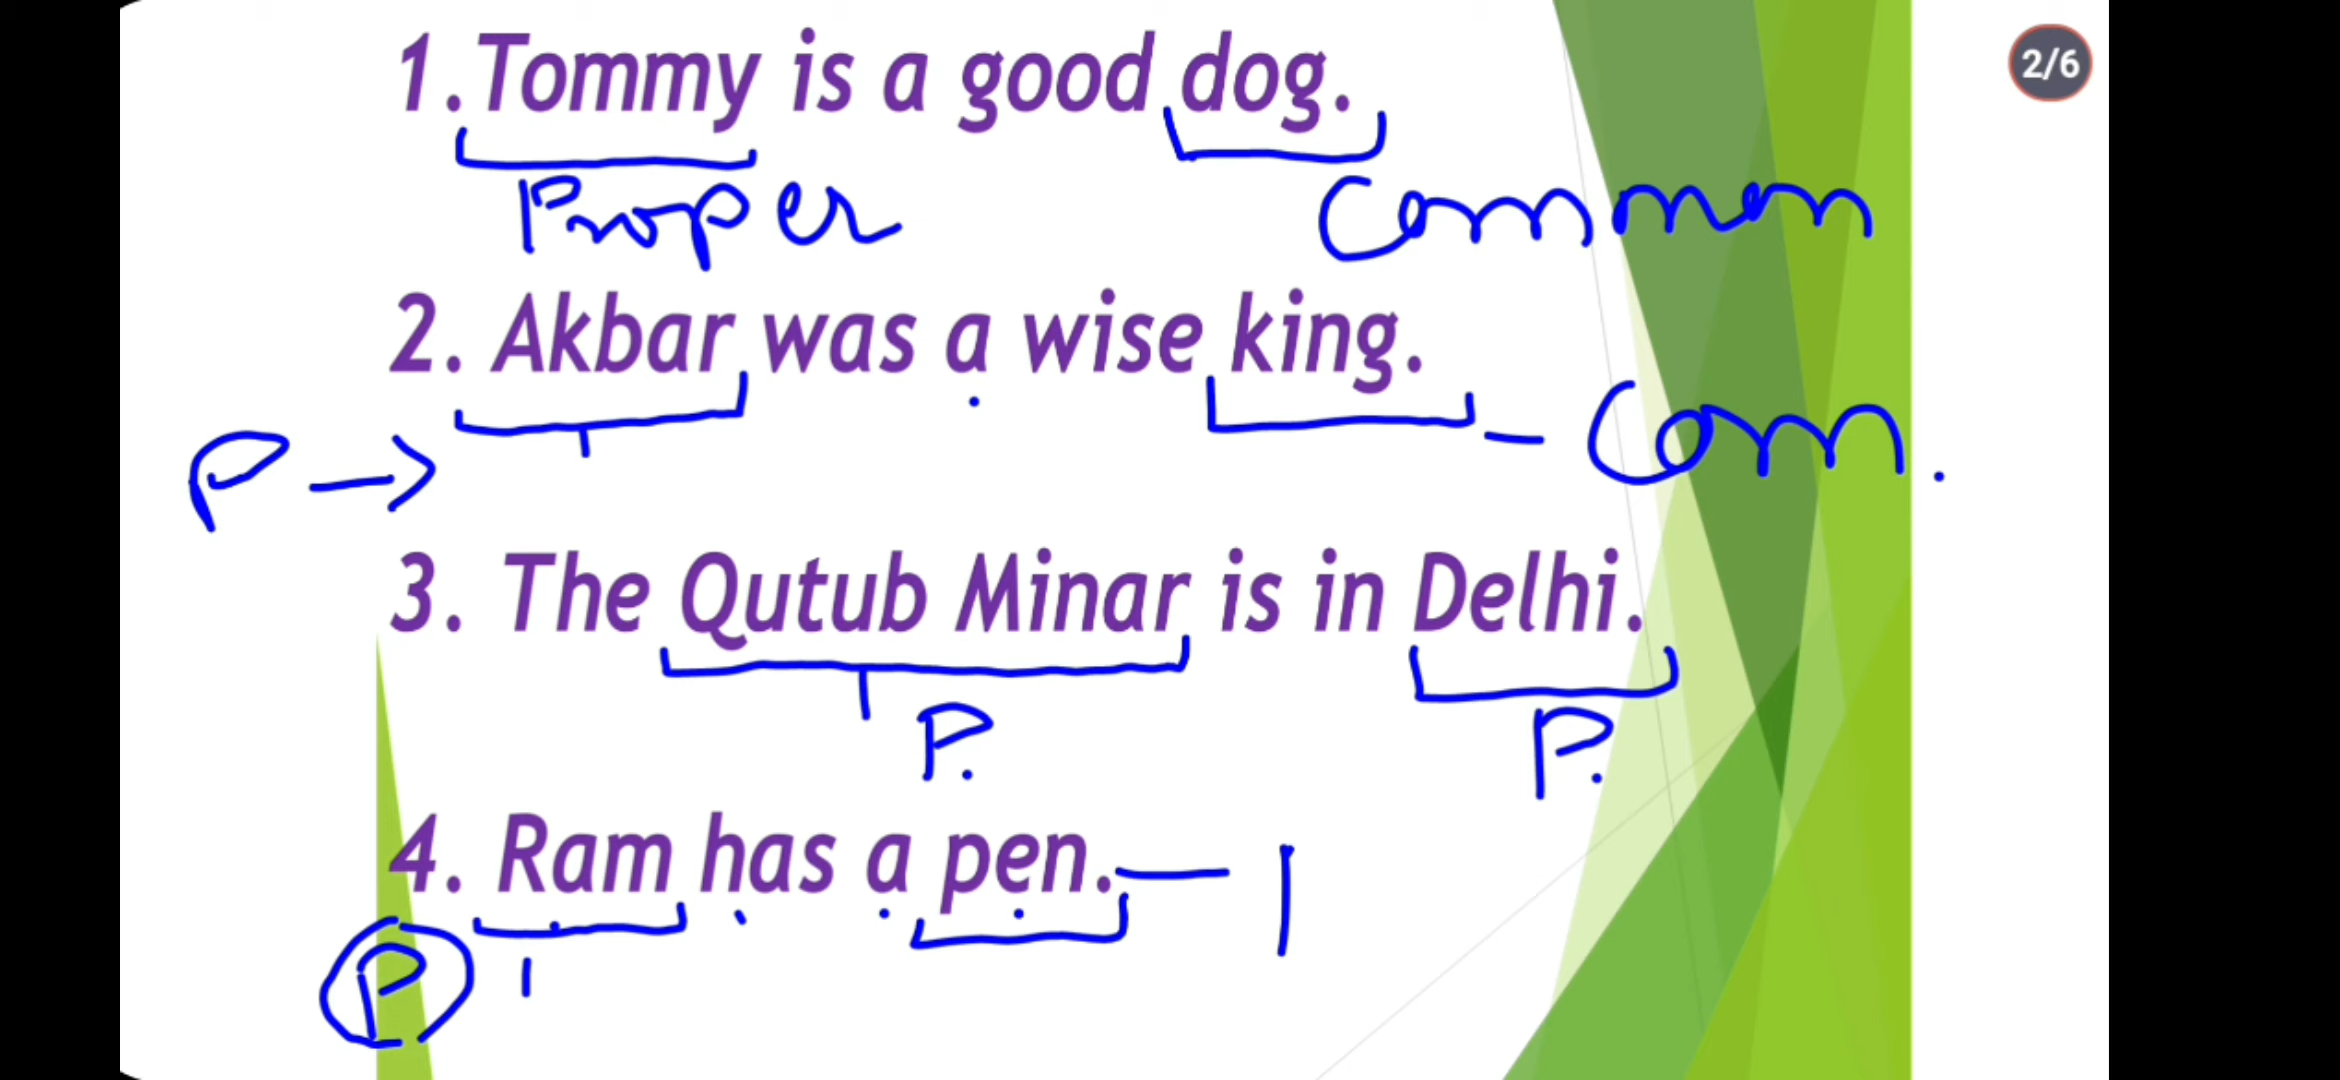 2/6
1.Tommy is a good dog.
Proper Common
2. Akbar was a wise king.
P → – Com.
3. The Qutub Minar is in Delhi.
P. P.
4. Ram has a pen.
P